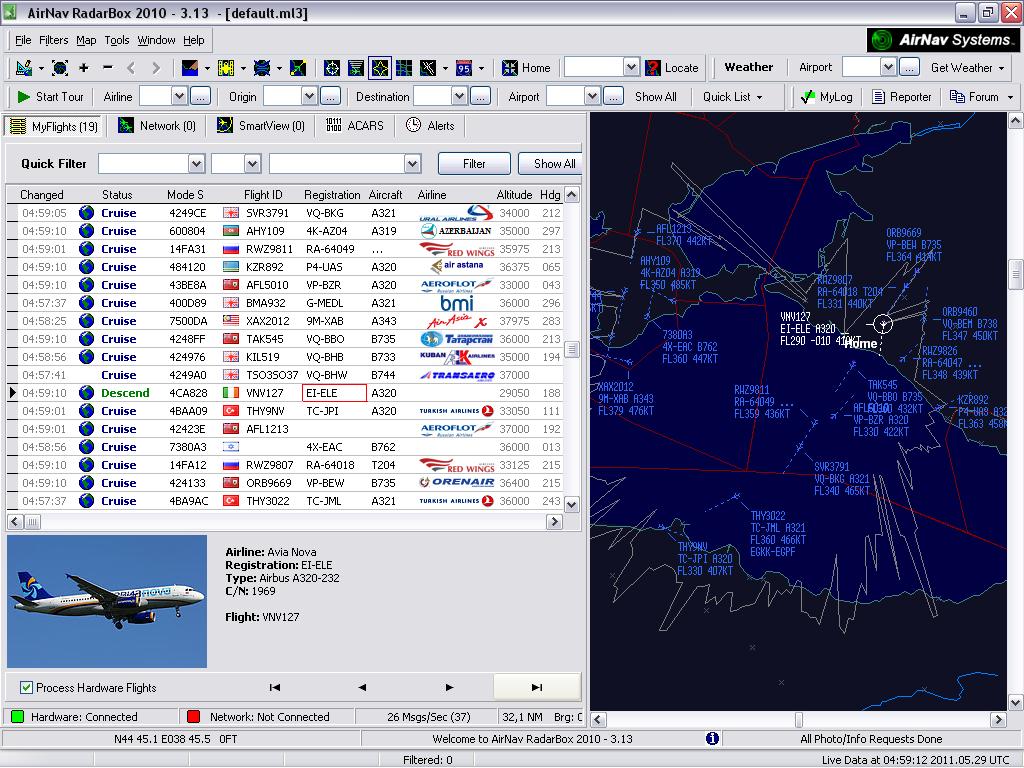 AirNav RadarBox 2010 - 3.13 - [default.ml3]
File Filters Map Tools Window Help
AirNav Systems™
95 Home Locate Weather Airport ... Get Weather
Start Tour Airline ... Origin ... Destination ... Airport ... Show All Quick List MyLog Reporter Forum
MyFlights (19) Network (0) SmartView (0) ACARS Alerts
Quick Filter Filter Show All
Changed Status Mode S Flight ID Registration Aircraft Airline Altitude Hdg
04:59:05 Cruise 4249CE SVR3791 VQ-BKG A321 URAL AIRLINES 34000 212
04:59:10 Cruise 600804 AHY109 4K-AZ04 A319 AZERBAIJAN 35000 297
04:59:01 Cruise 14FA31 RWZ9811 RA-64049 ... RED WINGS 35975 213
04:59:10 Cruise 484120 KZR892 P4-UAS A320 air astana 36375 065
04:59:10 Cruise 43BE8A AFL5010 VP-BZR A320 AEROFLOT Russian Airlines 33000 043
04:57:37 Cruise 400D89 BMA932 G-MEDL A321 bmi 36000 296
04:58:25 Cruise 7500DA XAX2012 9M-XAB A343 AirAsia X 37975 283
04:59:10 Cruise 4248FF TAK545 VQ-BBO B735 Татарстан 36000 213
04:58:56 Cruise 424976 KIL519 VQ-BHB B733 KUBAN AIRLINES 35000 194
04:57:41 Cruise 4249A0 TSO35O37 VQ-BHW B744 TRANSAERO 37000
04:59:10 Descend 4CA828 VNV127 EI-ELE A320 29050 188
04:59:01 Cruise 4BAA09 THY9NV TC-JPI A320 TURKISH AIRLINES 33050 111
04:59:01 Cruise 42423E AFL1213 AEROFLOT Russian Airlines 37000 192
04:58:56 Cruise 7380A3 4X-EAC B762 36000 013
04:59:10 Cruise 14FA12 RWZ9807 RA-64018 T204 RED WINGS 33125 215
04:59:10 Cruise 424133 ORB9669 VP-BEW B735 ORENAIR 36400 215
04:57:37 Cruise 4BA9AC THY3022 TC-JML A321 TURKISH AIRLINES 36000 243
Airline: Avia Nova
Registration: EI-ELE
Type: Airbus A320-232
C/N: 1969
Flight: VNV127
Process Hardware Flights
Hardware: Connected Network: Not Connected 26 Msgs/Sec (37) 32,1 NM Brg:
AFL1213
FL370 442KT
AHY109
4K-AZ04 A319
FL350 485KT
ORB9669
VP-BEW B735
FL364 414KT
RWZ9807
RA-64018 T204
FL331 440KT
VNV127
EI-ELE A320
FL290 -010
Home
ORB9460
VQ-BEM B738
FL347 450KT
7380A3
4X-EAC B762
FL360 447KT
RWZ9826
RA-64047 ...
FL348 439KT
XAX2012
9M-XAB A343
FL379 476KT
RWZ9811
RA-64049 ...
FL359 436KT
TAK545
VQ-BBO B735
432KT
AFL5010
VP-BZR A320
FL330 422KT
KZR892
P4-UAS
FL363
SVR3791
VQ-BKG A321
FL340 465KT
THY3022
TC-JML A321
FL360 466KT
EGKK-EGPF
THY9NV
TC-JPI A320
FL330 407KT
N44 45.1 E038 45.5 0FT Welcome to AirNav RadarBox 2010 - 3.13 All Photo/Info Requests Done
Filtered: 0 Live Data at 04:59:12 2011.05.29 UTC